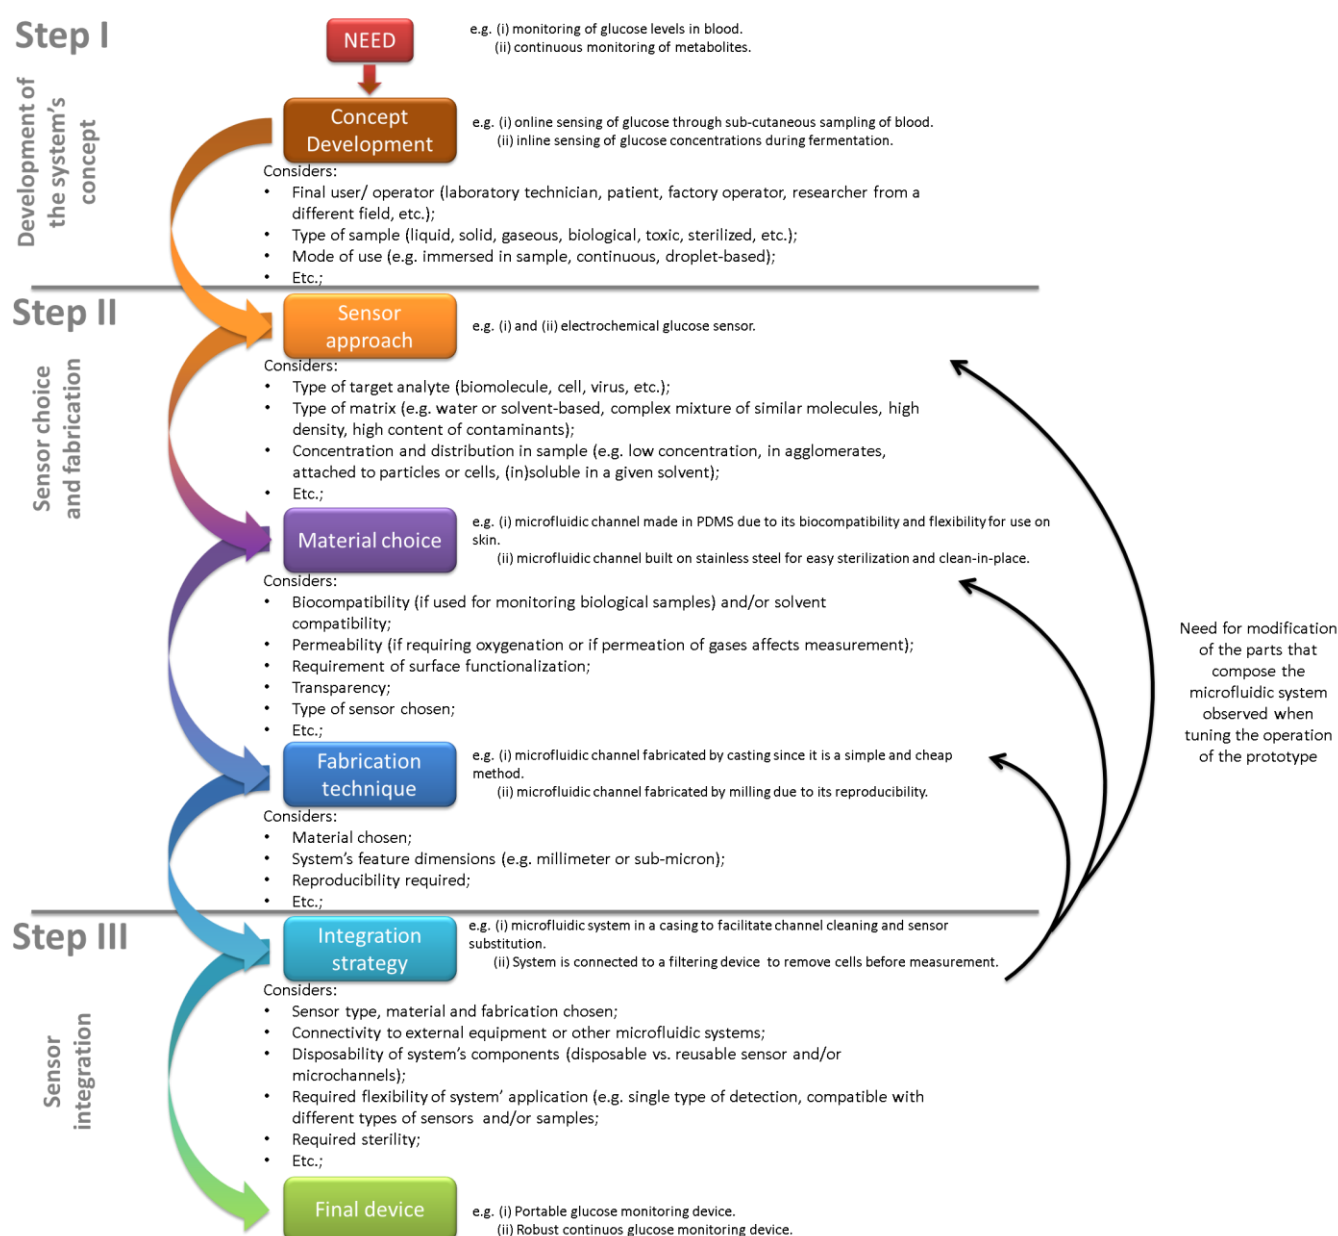 Step I
Development of
the system's
concept
NEED
e.g. (i) monitoring of glucose levels in blood.
(ii) continuous monitoring of metabolites.
Concept
Development
e.g. (i) online sensing of glucose through sub-cutaneous sampling of blood.
(ii) inline sensing of glucose concentrations during fermentation.
Considers:
• Final user/ operator (laboratory technician, patient, factory operator, researcher from a
different field, etc.);
• Type of sample (liquid, solid, gaseous, biological, toxic, sterilized, etc.);
• Mode of use (e.g. immersed in sample, continuous, droplet-based);
• Etc.;
Step II
Sensor choice
and fabrication
Sensor
approach
e.g. (i) and (ii) electrochemical glucose sensor.
Considers:
• Type of target analyte (biomolecule, cell, virus, etc.);
• Type of matrix (e.g. water or solvent-based, complex mixture of similar molecules, high
density, high content of contaminants);
• Concentration and distribution in sample (e.g. low concentration, in agglomerates,
attached to particles or cells, (in)soluble in a given solvent);
• Etc.;
Material choice
e.g. (i) microfluidic channel made in PDMS due to its biocompatibility and flexibility for use on
skin.
(ii) microfluidic channel built on stainless steel for easy sterilization and clean-in-place.
Considers:
• Biocompatibility (if used for monitoring biological samples) and/or solvent
compatibility;
• Permeability (if requiring oxygenation or if permeation of gases affects measurement);
• Requirement of surface functionalization;
• Transparency;
• Type of sensor chosen;
• Etc.;
Need for modification
of the parts that
compose the
microfluidic system
observed when
tuning the operation
of the prototype
Fabrication
technique
e.g. (i) microfluidic channel fabricated by casting since it is a simple and cheap
method.
(ii) microfluidic channel fabricated by milling due to its reproducibility.
Considers:
• Material chosen;
• System's feature dimensions (e.g. millimeter or sub-micron);
• Reproducibility required;
• Etc.;
Step III
Sensor
integration
Integration
strategy
e.g. (i) microfluidic system in a casing to facilitate channel cleaning and sensor
substitution.
(ii) System is connected to a filtering device to remove cells before measurement.
Considers:
• Sensor type, material and fabrication chosen;
• Connectivity to external equipment or other microfluidic systems;
• Disposability of system's components (disposable vs. reusable sensor and/or
microchannels);
• Required flexibility of system' application (e.g. single type of detection, compatible with
different types of sensors and/or samples;
• Required sterility;
• Etc.;
Final device
e.g. (i) Portable glucose monitoring device.
(ii) Robust continuos glucose monitoring device.